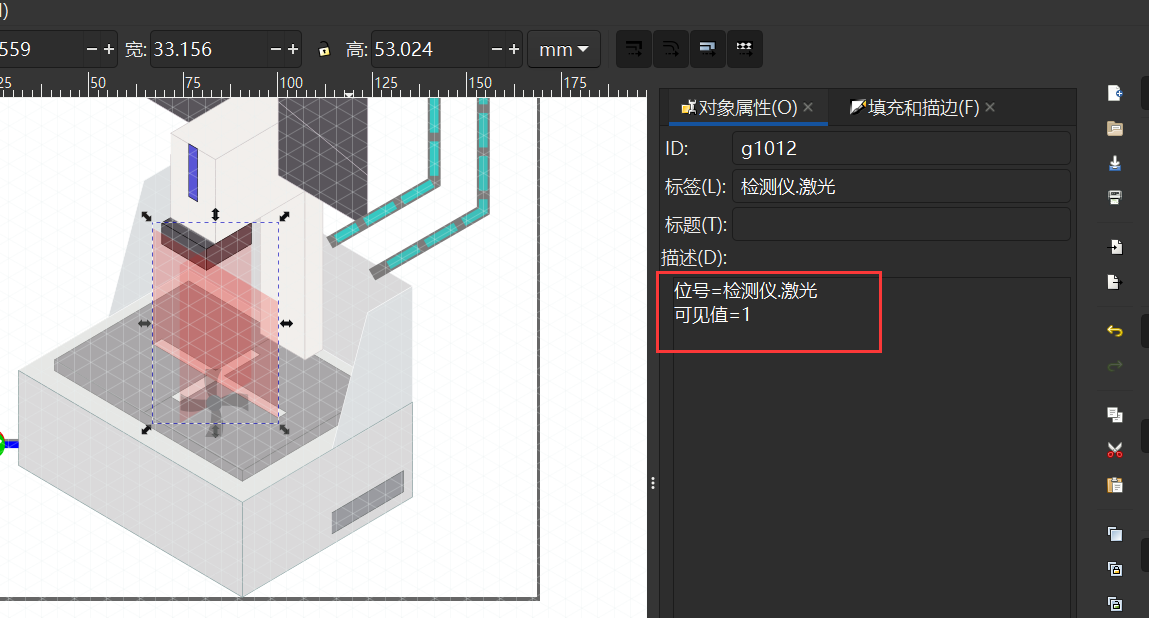 )
559
宽: 33.156
高: 53.024
mm
25 50 75 100 125 150 175
对象属性(O)
填充和描边(F)
ID: g1012
标签(L): 检测仪.激光
标题(T):
描述(D):
位号=检测仪.激光
可见值=1